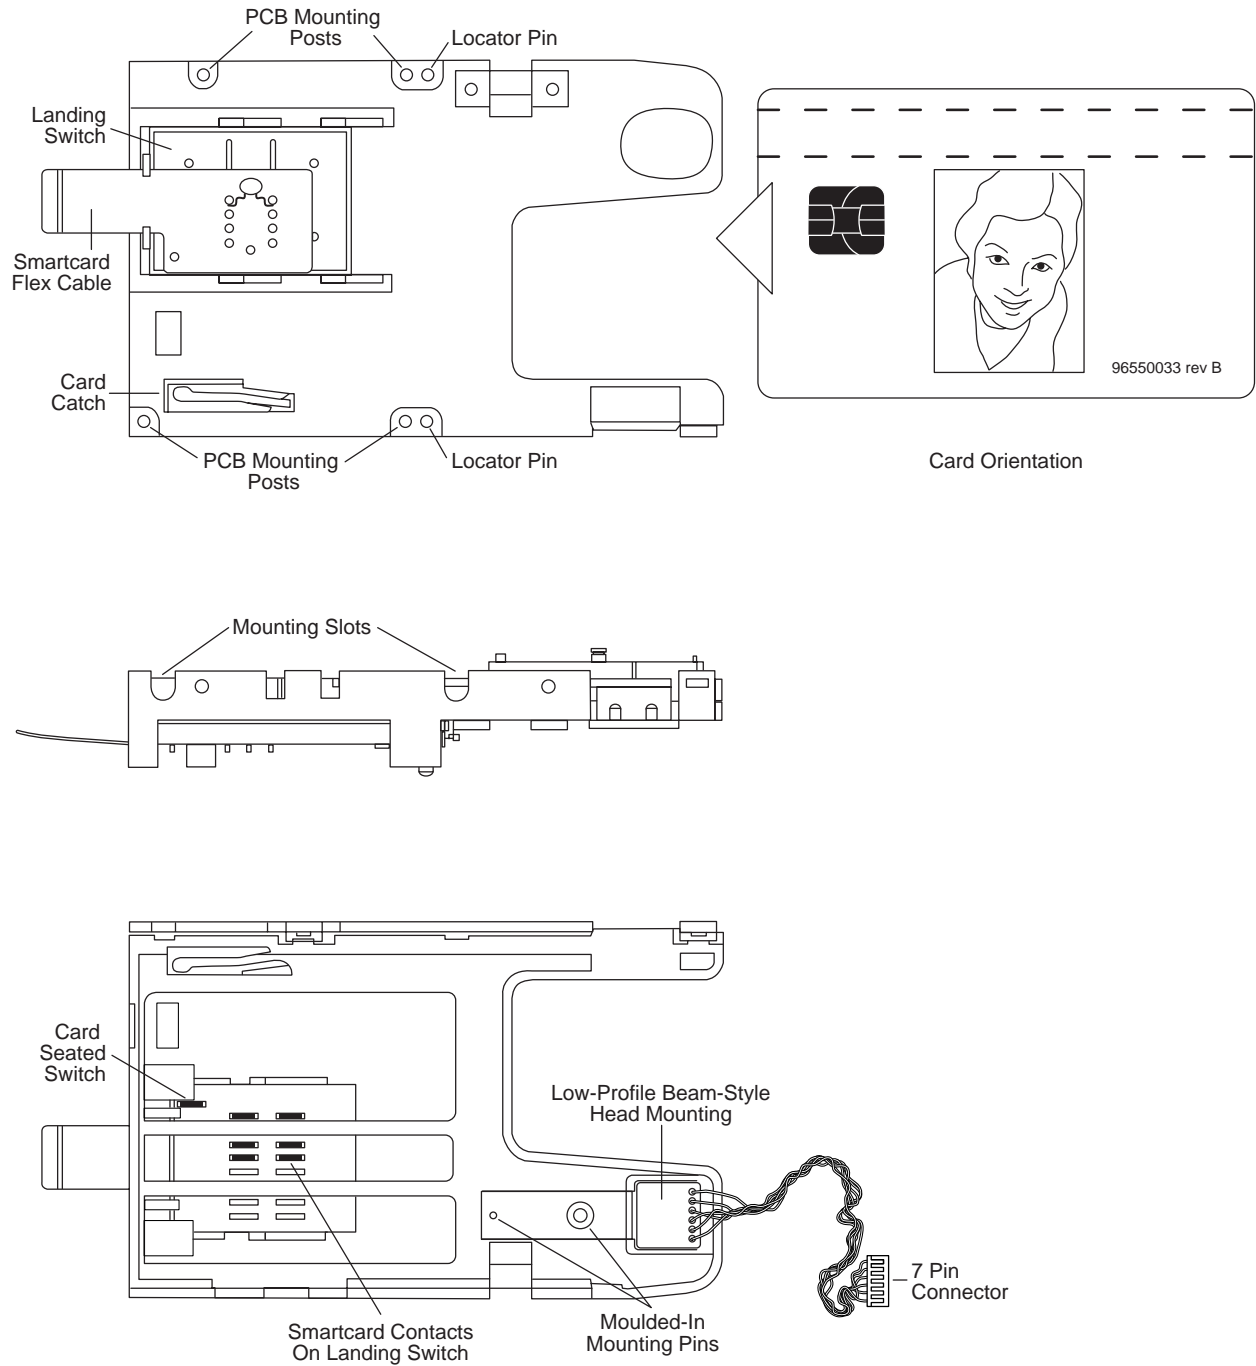 PCB Mounting
Posts
Locator Pin
Landing
Switch
Smartcard
Flex Cable
Card
Catch
PCB Mounting
Posts
Locator Pin
96550033 rev B
Card Orientation
Mounting Slots
Card
Seated
Switch
Low-Profile Beam-Style
Head Mounting
7 Pin
Connector
Moulded-In
Mounting Pins
Smartcard Contacts
On Landing Switch